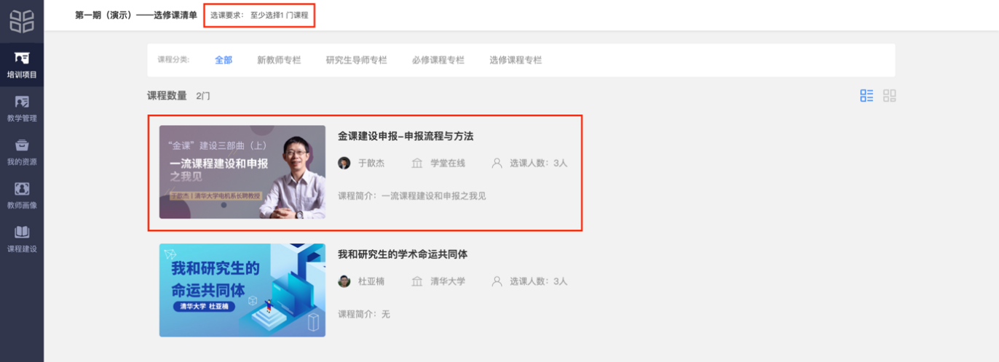 第一期（演示）——选修课清单 选课要求： 至少选择1 门课程
培训项目
教学管理
我的资源
教师画像
课程建设
课程分类: 全部 新教师专栏 研究生导师专栏 必修课程专栏 选修课程专栏
课程数量 2门
“金课”建设三部曲（上）
一流课程建设和申报
之我见
于歆杰丨清华大学电机系长聘教授
金课建设申报–申报流程与方法
于歆杰 学堂在线 选课人数：3人
课程简介：一流课程建设和申报之我见
我和研究生的
命运共同体
清华大学 杜亚楠
我和研究生的学术命运共同体
杜亚楠 清华大学 选课人数：3人
课程简介：无